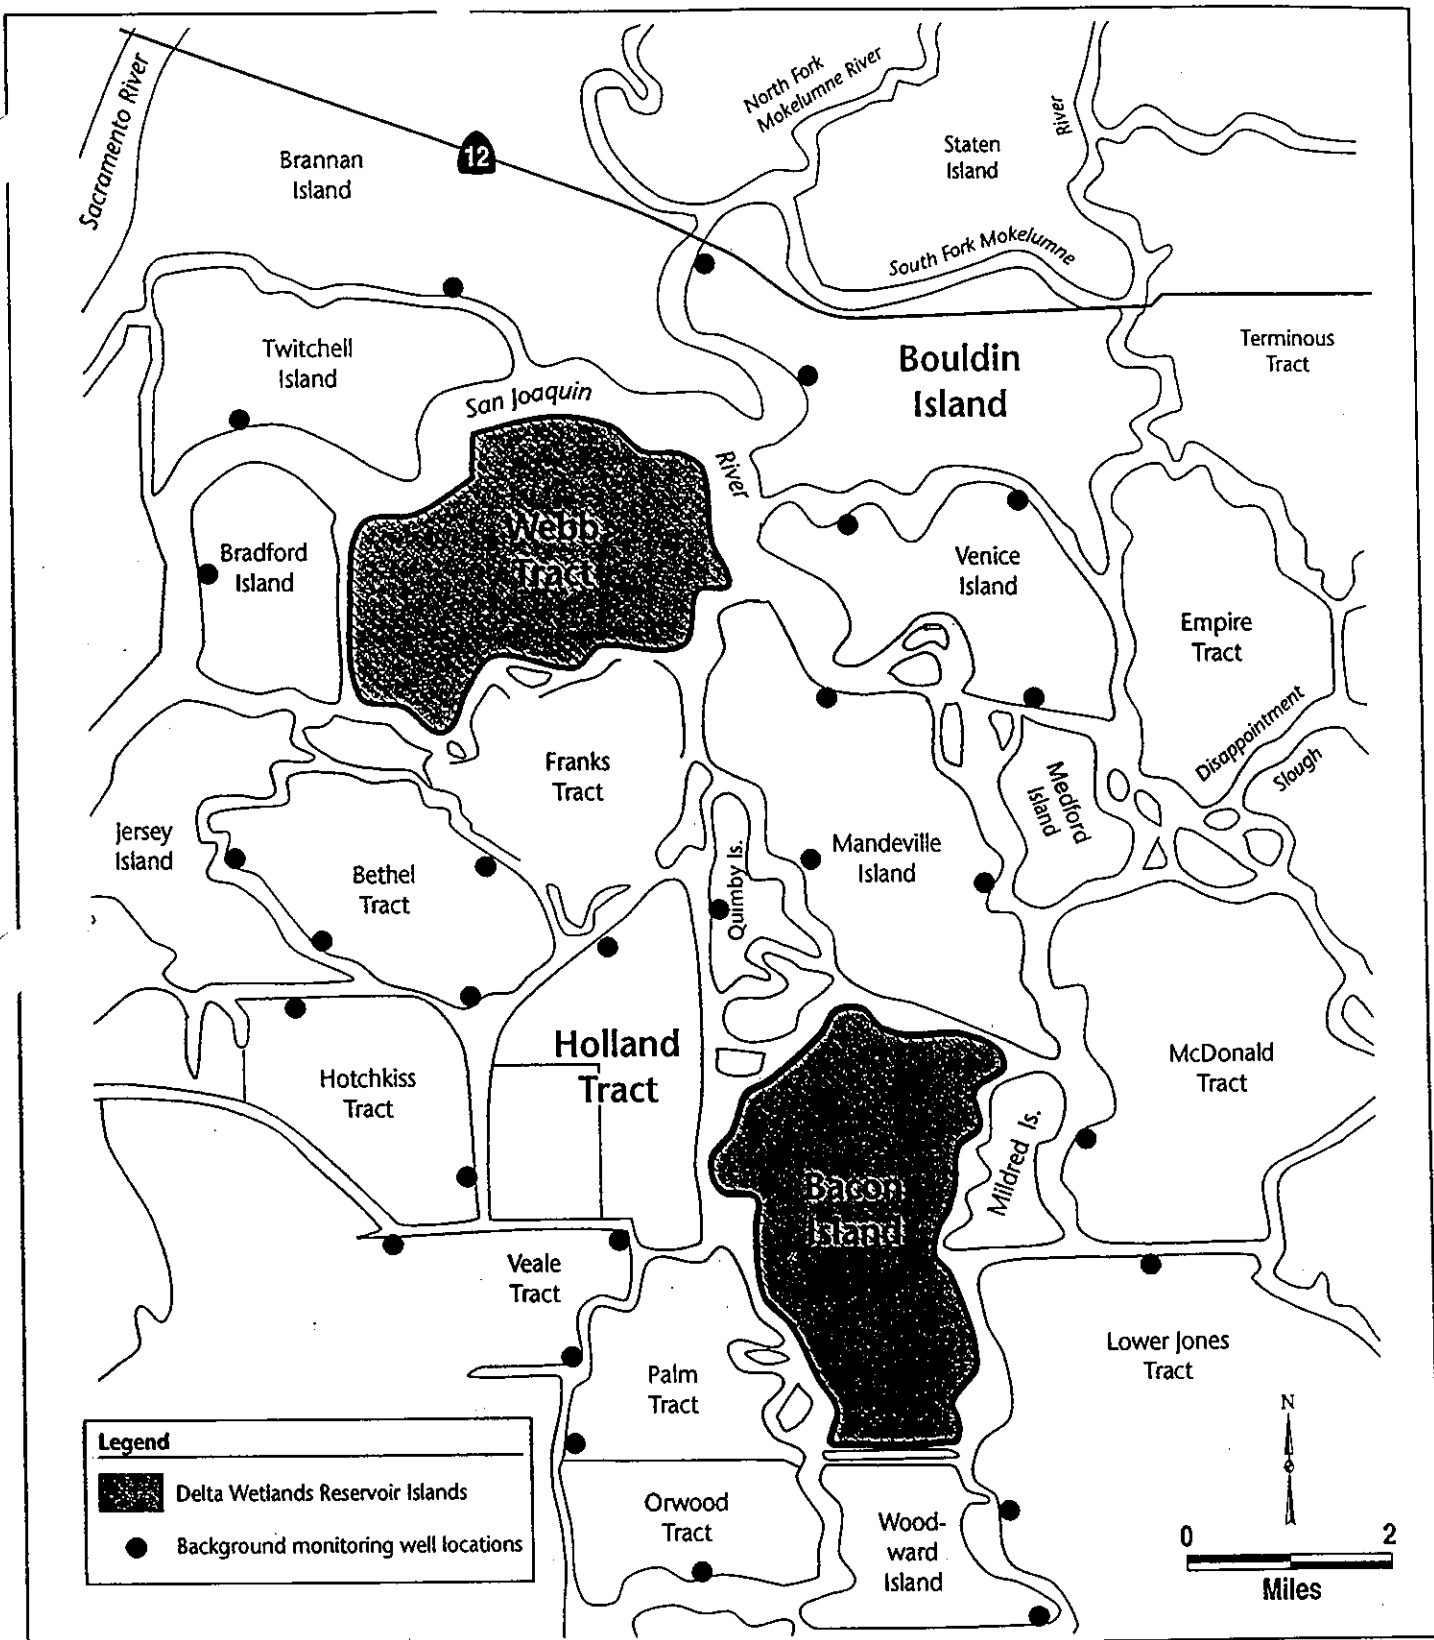 Sacramento River
North Fork
Mokelumne River
River
12
Brannan
Island
Staten
Island
South Fork Mokelumne
Twitchell
Island
San Joaquin
River
Bouldin
Island
Terminous
Tract
Webb
Tract
Bradford
Island
Venice
Island
Empire
Tract
Disappointment
Slough
Franks
Tract
Medford
Island
Jersey
Island
Bethel
Tract
Quimby Is.
Mandeville
Island
Holland
Tract
Hotchkiss
Tract
McDonald
Tract
Mildred Is.
Bacon
Island
Veale
Tract
Palm
Tract
Lower Jones
Tract
Orwood
Tract
Wood-
ward
Island
Legend
Delta Wetlands Reservoir Islands
Background monitoring well locations
N
0 2
Miles